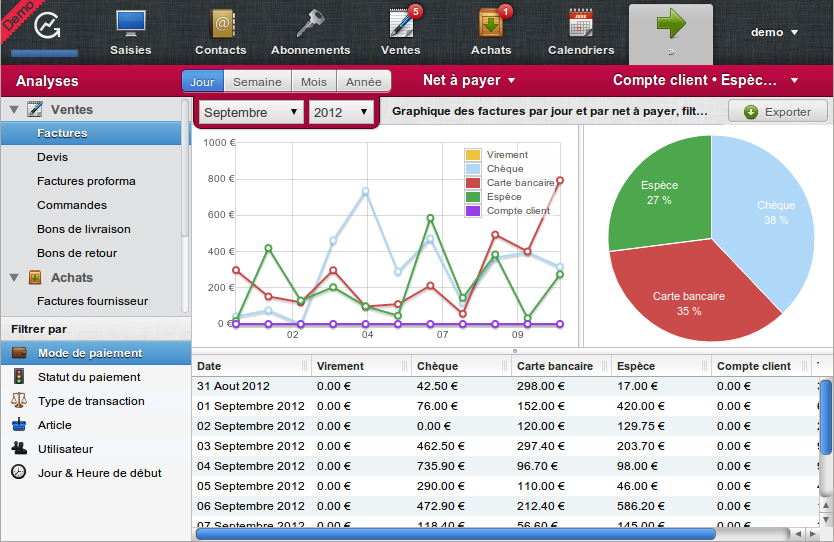 Demo
Saisies
Contacts
Abonnements
5
Ventes
1
Achats
JUNE
Calendriers
»
demo
Analyses
Jour
Semaine
Mois
Année
Net à payer
Compte client • Espèc...
Ventes
Factures
Devis
Factures proforma
Commandes
Bons de livraison
Bons de retour
Achats
Factures fournisseur
Filtrer par
Mode de paiement
Statut du paiement
Type de transaction
Article
Utilisateur
Jour & Heure de début
Septembre
2012
Graphique des factures par jour et par net à payer, filt...
Exporter
1000 €
800 €
600 €
400 €
200 €
0 €
02
04
07
09
Virement
Chèque
Carte bancaire
Espèce
Compte client
Espèce
27 %
Chèque
38 %
Carte bancaire
35 %
Date Virement Chèque Carte bancaire Espèce Compte client
31 Aout 2012 0.00 € 42.50 € 298.00 € 17.00 € 0.00 €
01 Septembre 2012 0.00 € 76.00 € 152.00 € 420.00 € 0.00 €
02 Septembre 2012 0.00 € 0.00 € 120.00 € 129.75 € 0.00 €
03 Septembre 2012 0.00 € 462.50 € 297.40 € 203.70 € 0.00 €
04 Septembre 2012 0.00 € 735.90 € 96.70 € 98.00 € 0.00 €
05 Septembre 2012 0.00 € 290.00 € 110.00 € 46.00 € 0.00 €
06 Septembre 2012 0.00 € 472.90 € 212.40 € 586.20 € 0.00 €
07 Septembre 2012 0.00 € 118.40 € 56.60 € 145.00 € 0.00 €